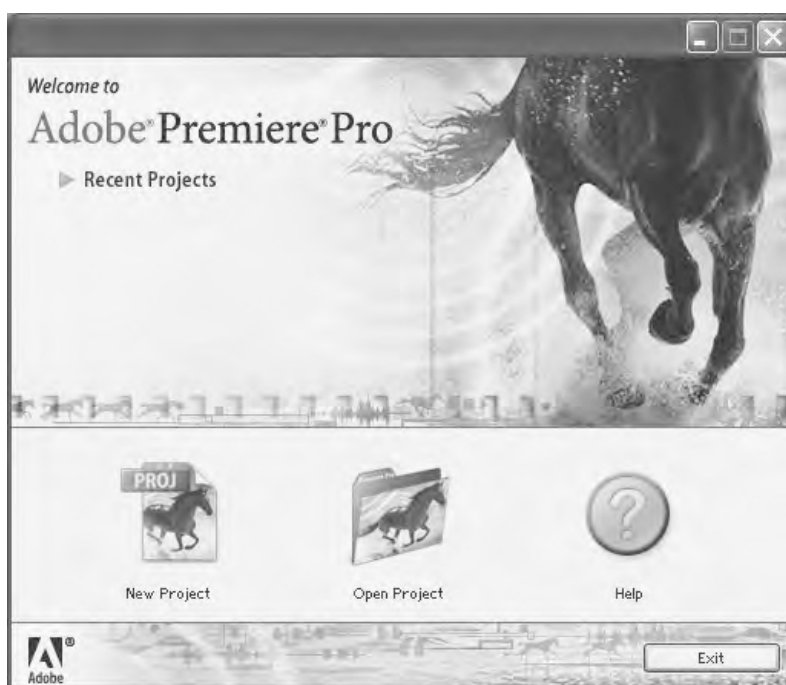 Welcome to
Adobe® Premiere® Pro
Recent Projects
PROJ
New Project
Open Project
Help
Adobe®
Exit